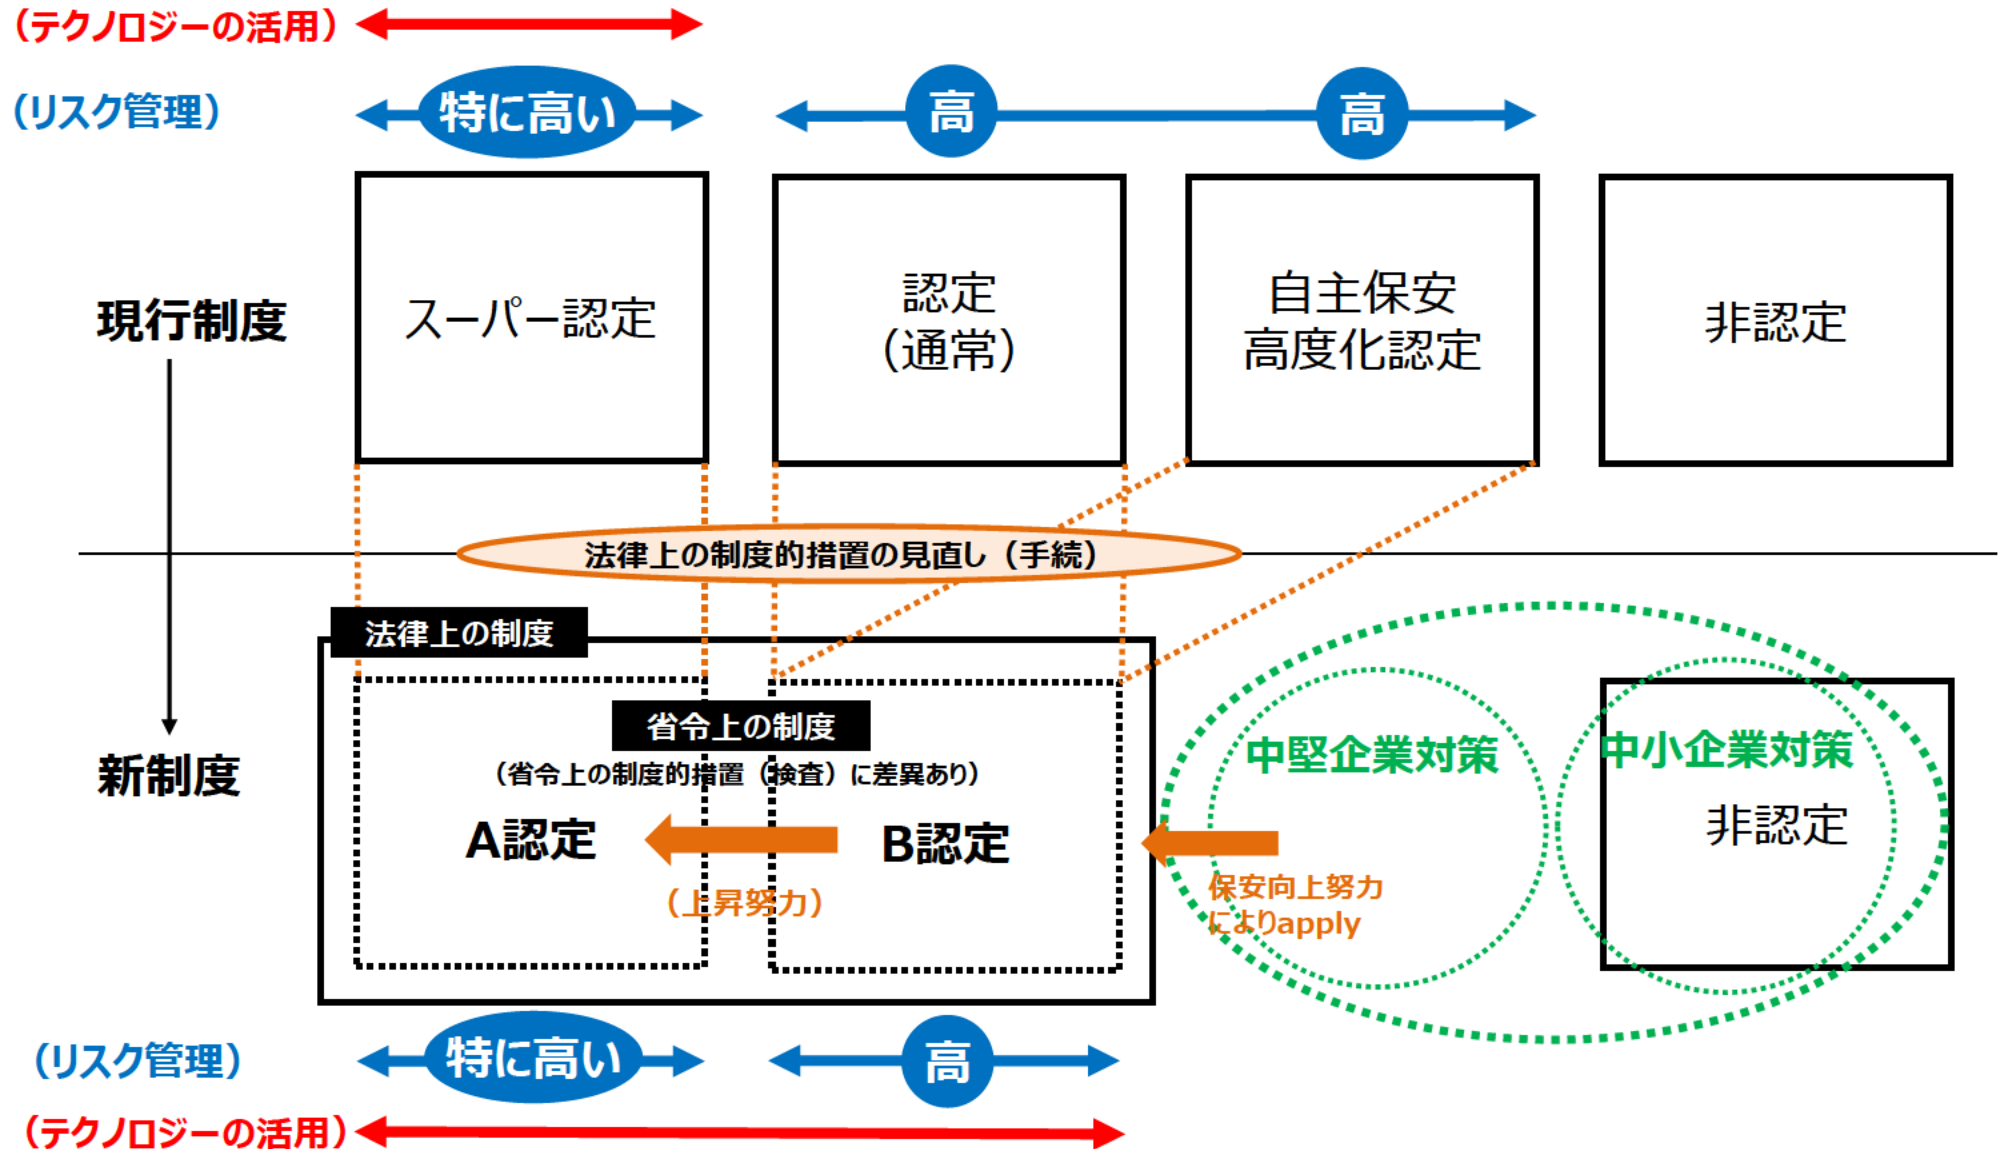 （テクノロジーの活用）
（リスク管理）
特に高い
高
高
現行制度
スーパー認定
認定
（通常）
自主保安
高度化認定
非認定
法律上の制度的措置の見直し（手続）
法律上の制度
新制度
省令上の制度
（省令上の制度的措置（検査）に差異あり）
A認定
B認定
（上昇努力）
中堅企業対策
中小企業対策
非認定
保安向上努力
によりapply
（リスク管理）
特に高い
高
（テクノロジーの活用）